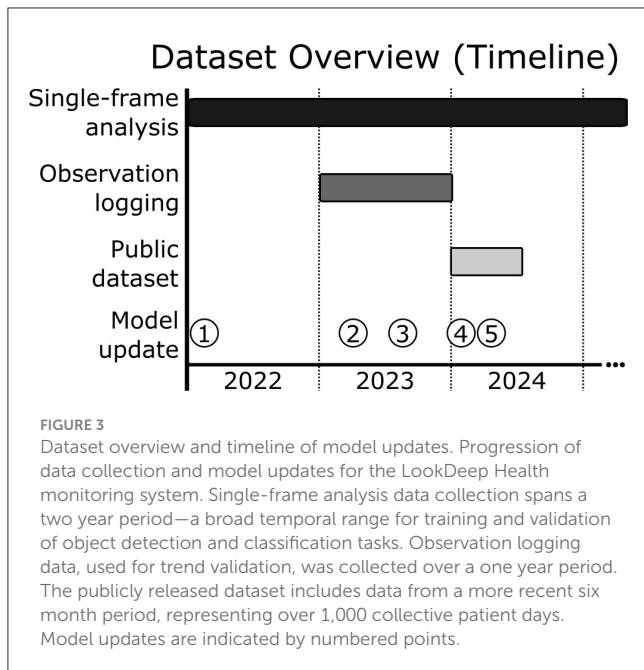 Dataset Overview (Timeline)
Single-frame
analysis
Observation
logging
Public
dataset
Model
update
1 2 3 4 5
2022 2023 2024 •••
FIGURE 3
Dataset overview and timeline of model updates. Progression of
data collection and model updates for the LookDeep Health
monitoring system. Single-frame analysis data collection spans a
two year period—a broad temporal range for training and validation
of object detection and classification tasks. Observation logging
data, used for trend validation, was collected over a one year period.
The publicly released dataset includes data from a more recent six
month period, representing over 1,000 collective patient days.
Model updates are indicated by numbered points.